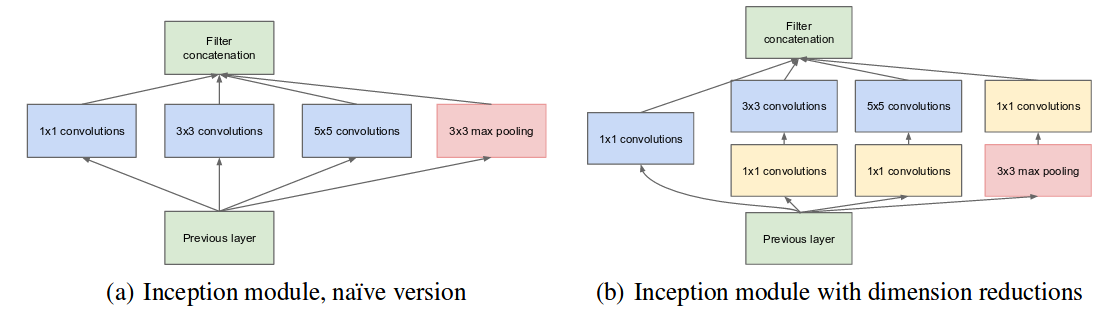 Filter
concatenation
1x1 convolutions
3x3 convolutions
5x5 convolutions
3x3 max pooling
Previous layer
(a) Inception module, naïve version
Filter
concatenation
3x3 convolutions
5x5 convolutions
1x1 convolutions
1x1 convolutions
1x1 convolutions
1x1 convolutions
3x3 max pooling
Previous layer
(b) Inception module with dimension reductions